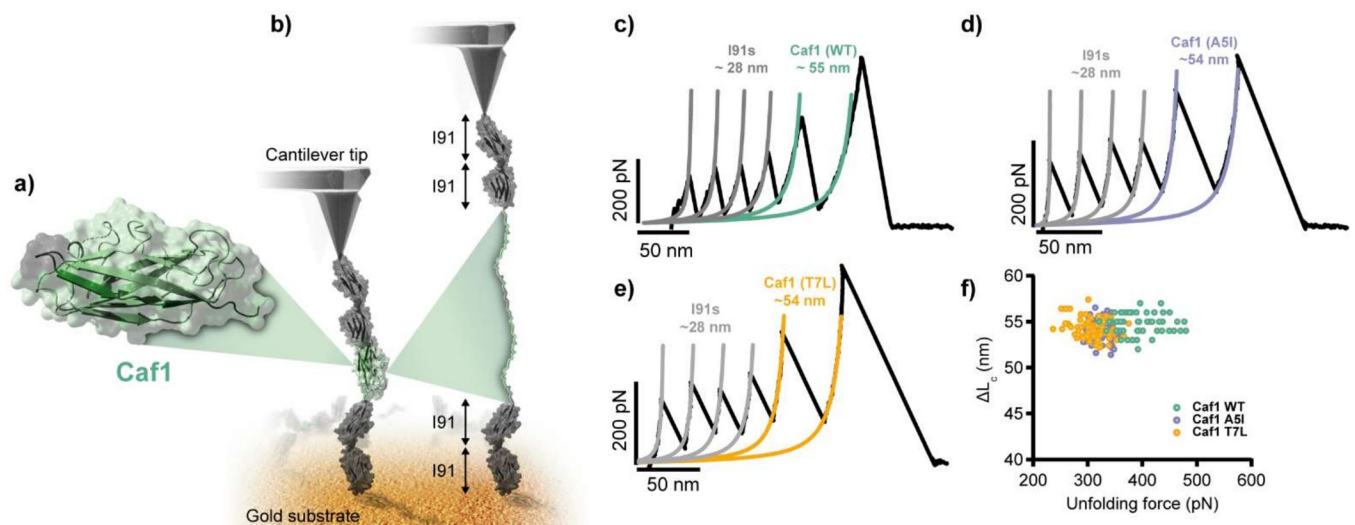 a)
Caf1
b)
Cantilever tip
I91
I91
I91
I91
I91
I91
Gold substrate
c)
I91s
~ 28 nm
Caf1 (WT)
~ 55 nm
200 pN
50 nm
d)
I91s
~28 nm
Caf1 (A5I)
~54 nm
200 pN
50 nm
e)
I91s
~28 nm
Caf1 (T7L)
~54 nm
200 pN
50 nm
f)
60
55
50
45
40
ΔLc (nm)
Caf1 WT
Caf1 A5I
Caf1 T7L
200 300 400 500 600
Unfolding force (pN)